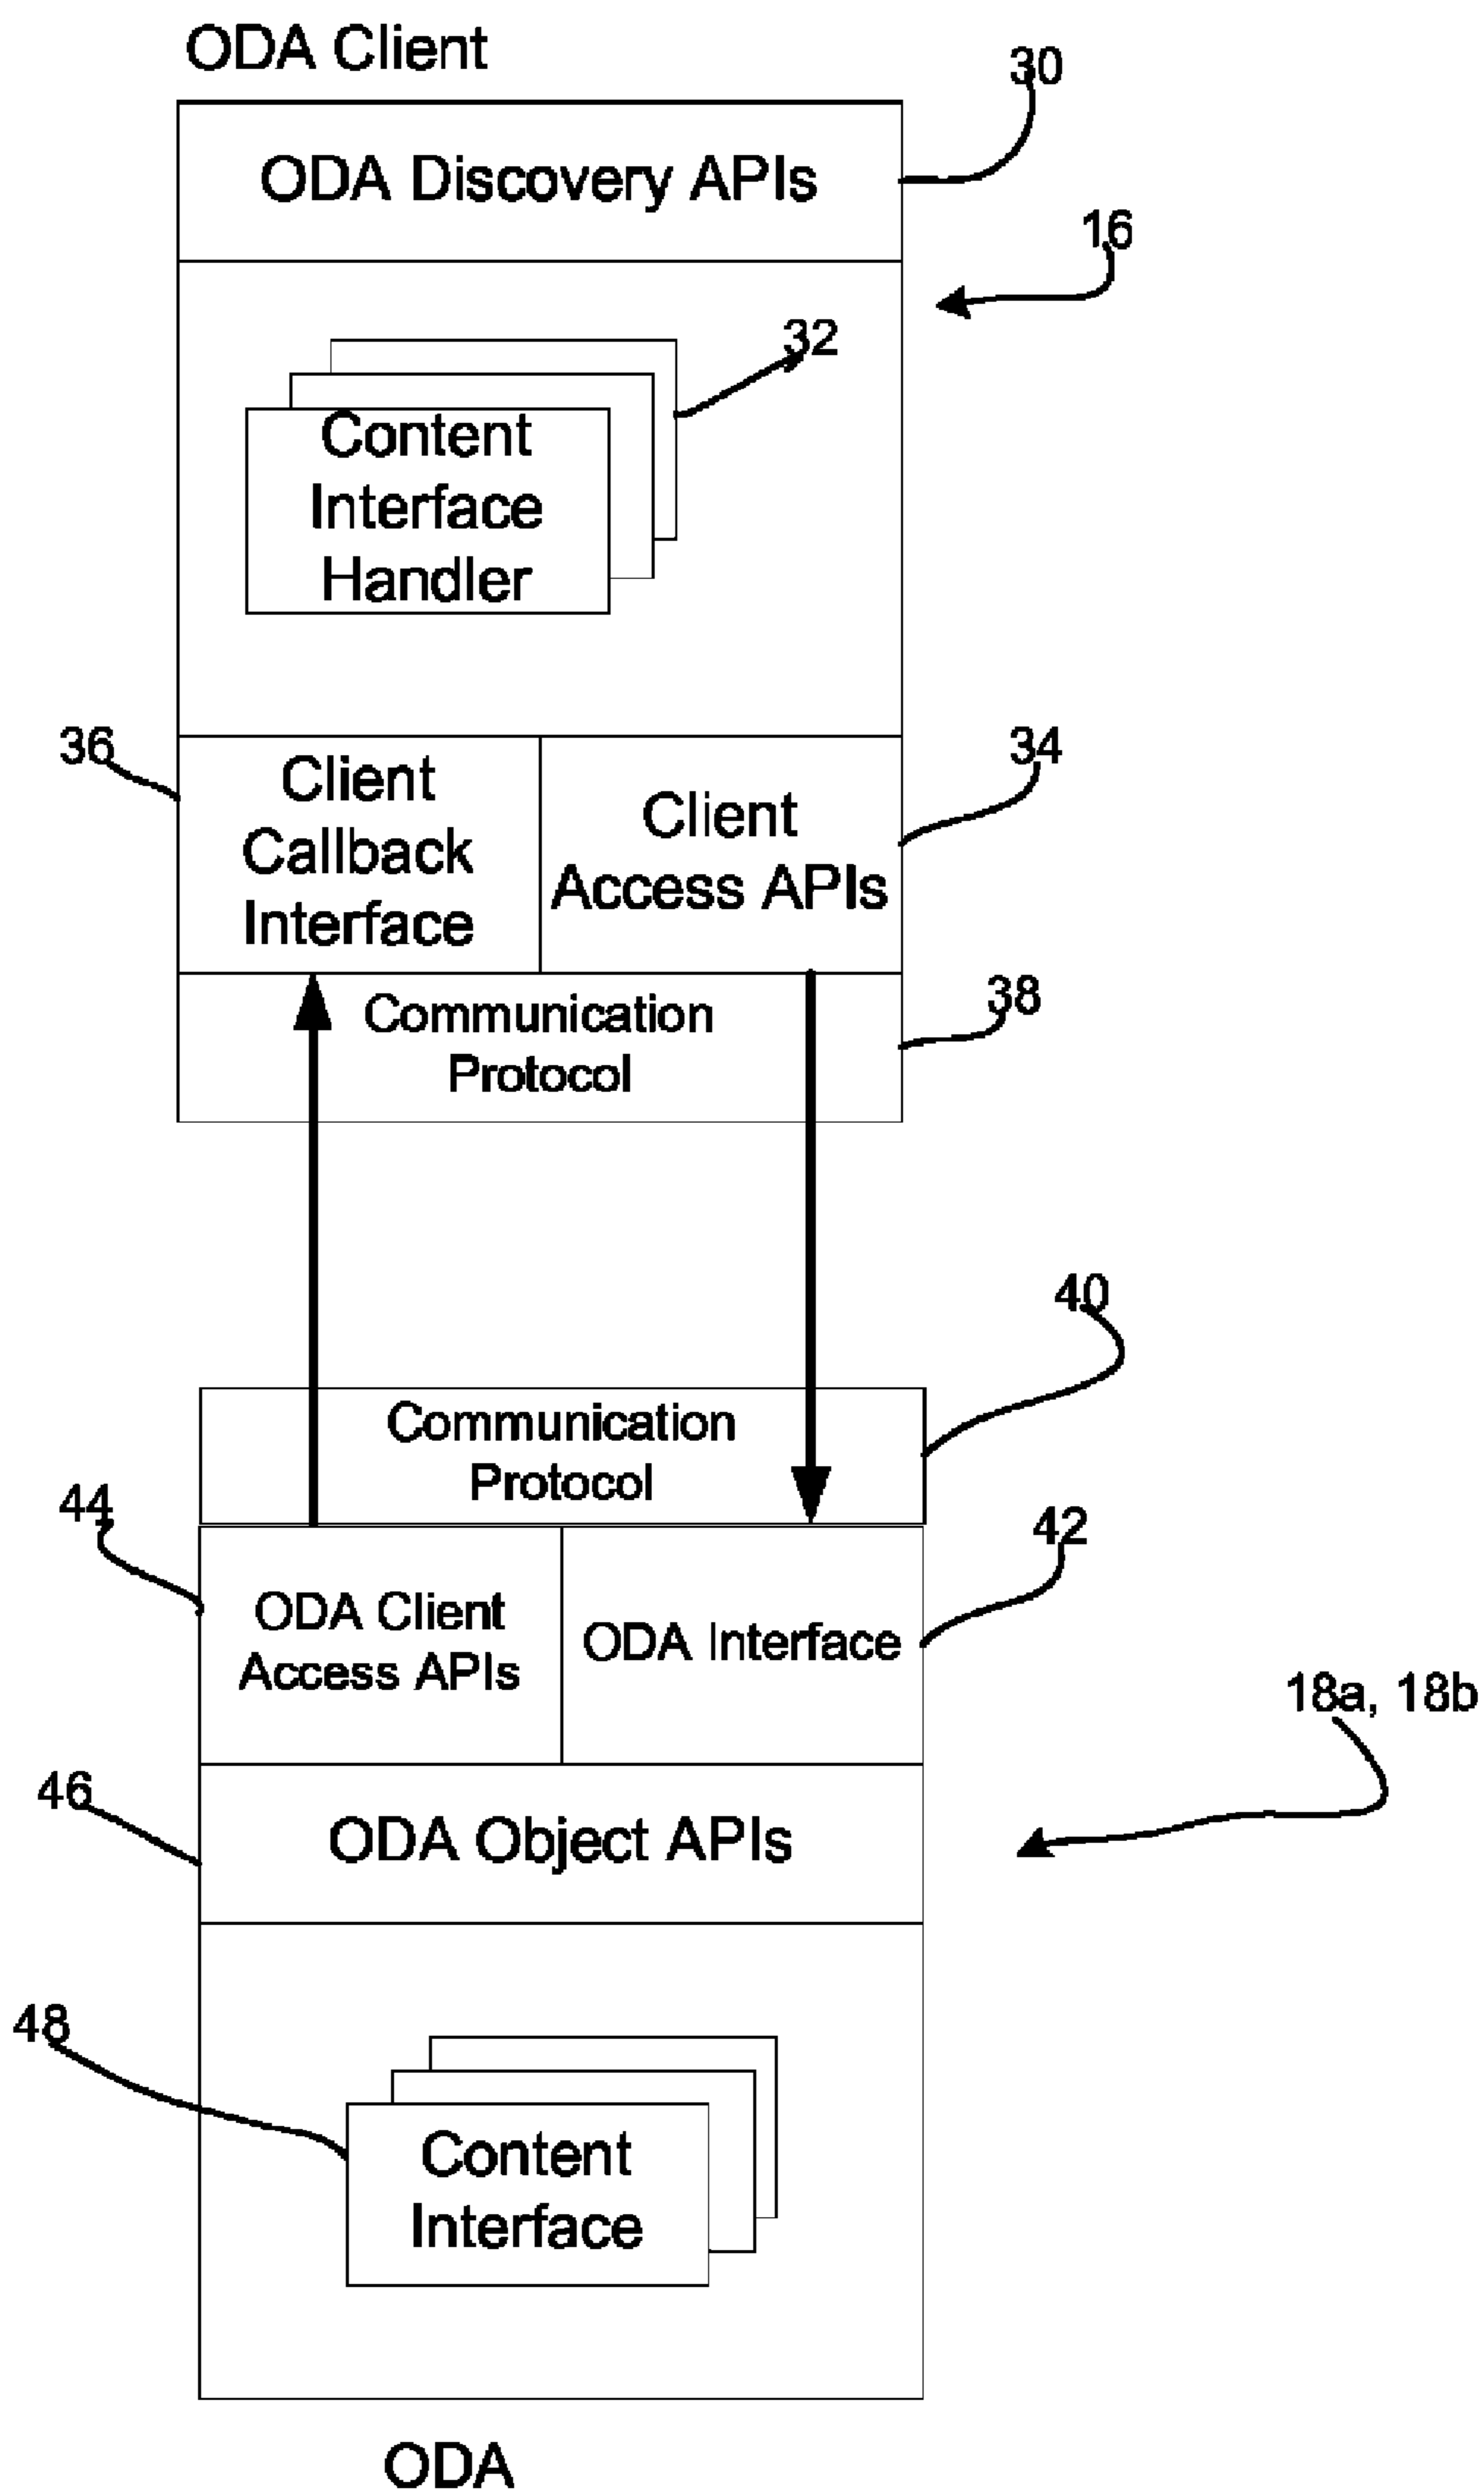 ODA Client
30
ODA Discovery APIs
16
32
Content
Interface
Handler
36
Client
Callback
Interface
34
Client
Access APIs
38
Communication
Protocol
40
Communication
Protocol
44
42
ODA Client
Access APIs
ODA Interface
18a, 18b
46
ODA Object APIs
48
Content
Interface
ODA